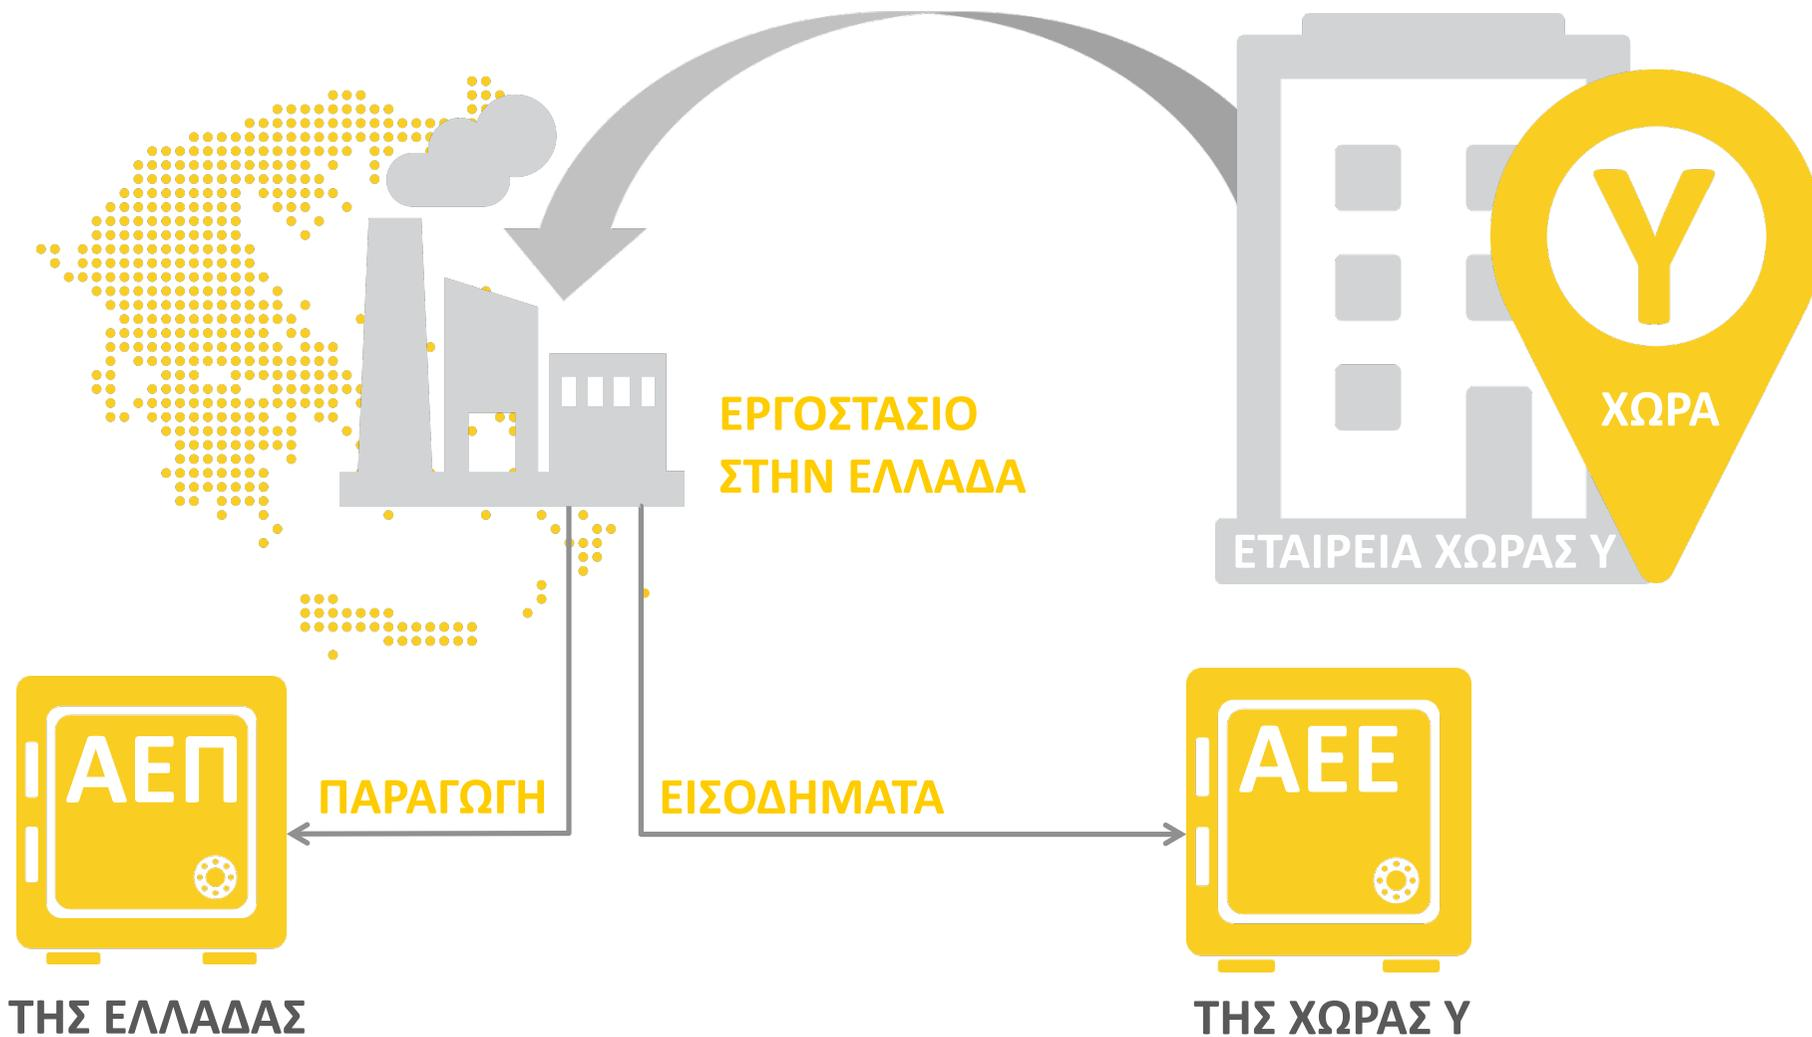 Υ
ΧΩΡΑ
ΕΡΓΟΣΤΑΣΙΟ
ΣΤΗΝ ΕΛΛΑΔΑ
ΕΤΑΙΡΕΙΑ ΧΩΡΑΣ Υ
ΑΕΠ
ΠΑΡΑΓΩΓΗ
ΕΙΣΟΔΗΜΑΤΑ
ΑΕΕ
ΤΗΣ ΕΛΛΑΔΑΣ
ΤΗΣ ΧΩΡΑΣ Υ